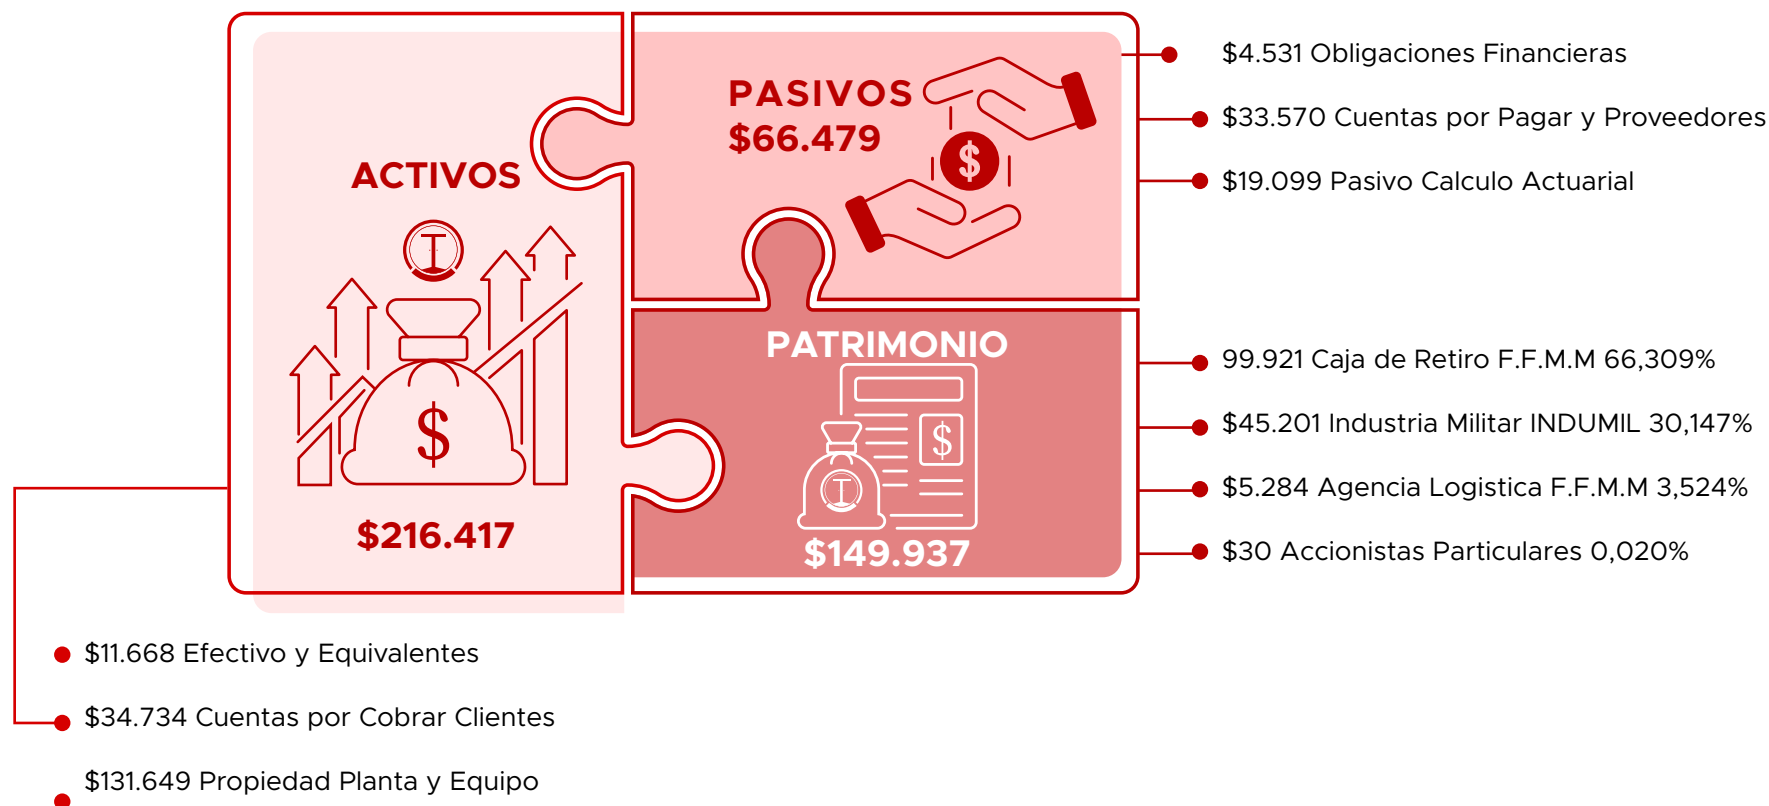 ACTIVOS
$216.417
PASIVOS
$66.479
$
PATRIMONIO
$
$149.937
$
$4.531 Obligaciones Financieras
$33.570 Cuentas por Pagar y Proveedores
$19.099 Pasivo Calculo Actuarial
99.921 Caja de Retiro F.F.M.M 66,309%
$45.201 Industria Militar INDUMIL 30,147%
$5.284 Agencia Logistica F.F.M.M 3,524%
$30 Accionistas Particulares 0,020%
$11.668 Efectivo y Equivalentes
$34.734 Cuentas por Cobrar Clientes
$131.649 Propiedad Planta y Equipo